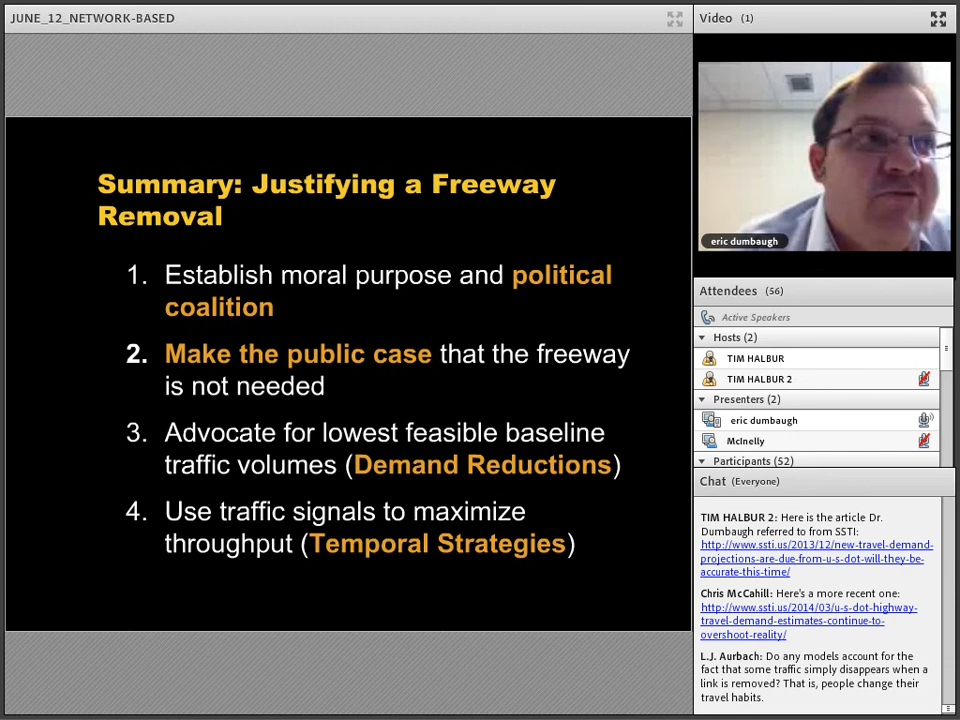 JUNE_12_NETWORK-BASED
Summary: Justifying a Freeway
Removal
1. Establish moral purpose and political
coalition
2. Make the public case that the freeway
is not needed
3. Advocate for lowest feasible baseline
traffic volumes (Demand Reductions)
4. Use traffic signals to maximize
throughput (Temporal Strategies)
Video (1)
eric dumbaugh
Attendees (56)
Active Speakers
Hosts (2)
TIM HALBUR
TIM HALBUR 2
Presenters (2)
eric dumbaugh
McInelly
Participants (52)
Chat (Everyone)
TIM HALBUR 2: Here is the article Dr.
Dumbaugh referred to from SSTI:
http://www.ssti.us/2013/12/new-travel-demand-
projections-are-due-from-u-s-dot-will-they-be-
accurate-this-time/
Chris McCahill: Here's a more recent one:
http://www.ssti.us/2014/03/u-s-dot-highway-
travel-demand-estimates-continue-to-
overshoot-reality/
L.J. Aurbach: Do any models account for the
fact that some traffic simply disappears when a
link is removed? That is, people change their
travel habits.